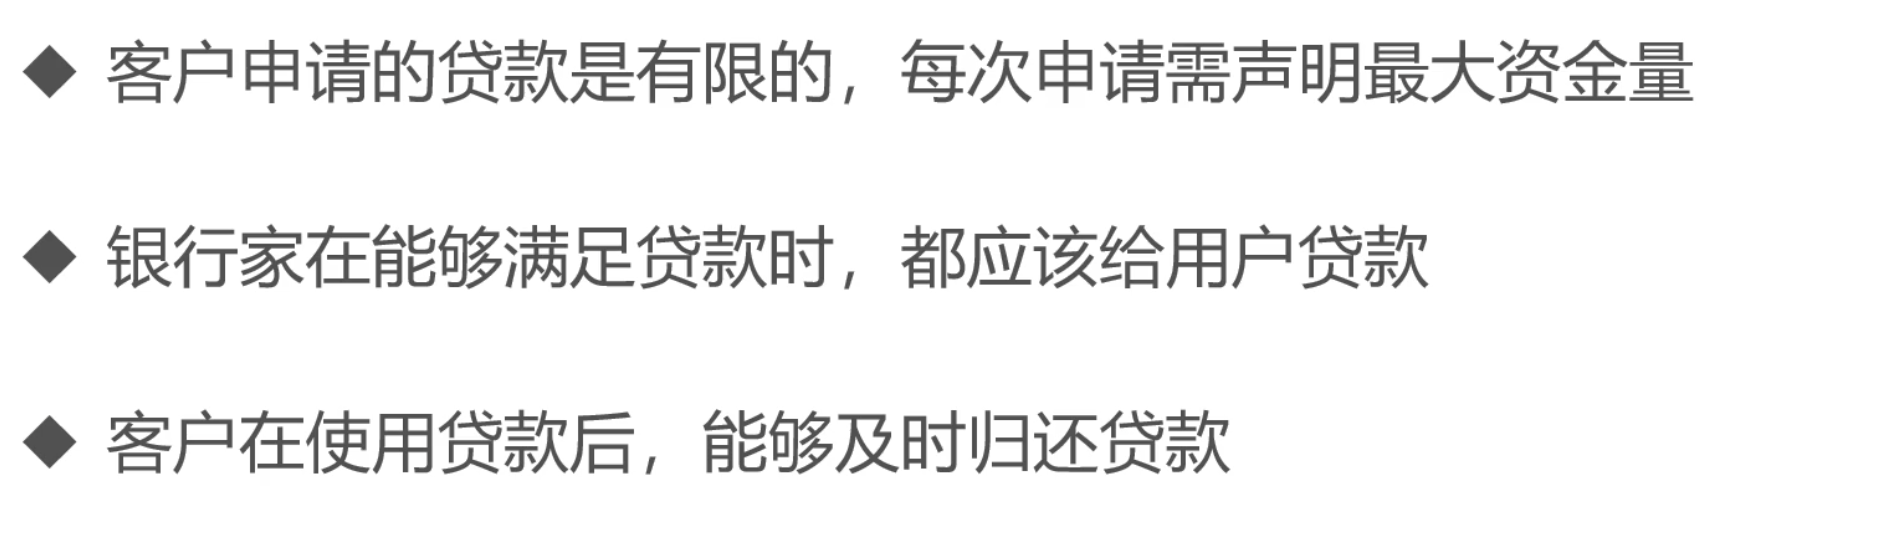 ◆ 客户申请的贷款是有限的，每次申请需声明最大资金量
◆ 银行家在能够满足贷款时，都应该给用户贷款
◆ 客户在使用贷款后，能够及时归还贷款